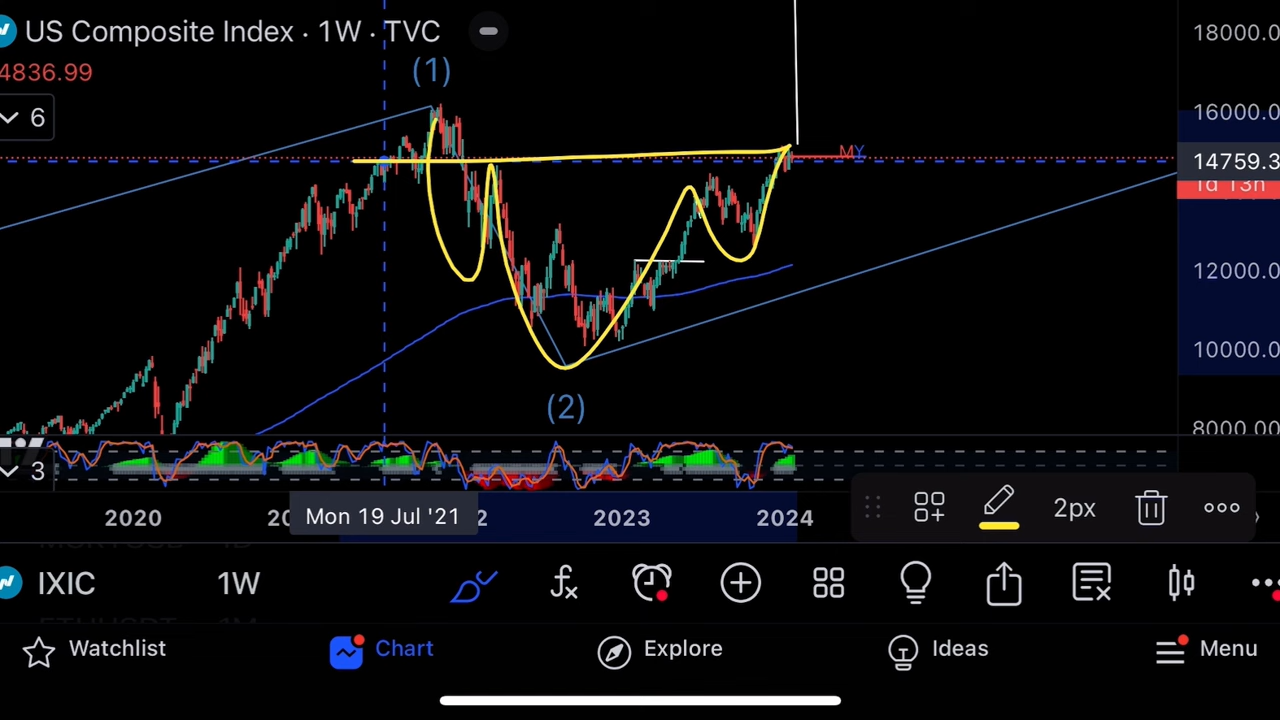 US Composite Index · 1W · TVC
4836.99
6
(1)
(2)
MY
18000.0
16000.0
14759.3
1d 13h
12000.0
10000.0
8000.00
3
2020
Mon 19 Jul '21
2023
2024
2px
IXIC
1W
Watchlist
Chart
Explore
Ideas
Menu